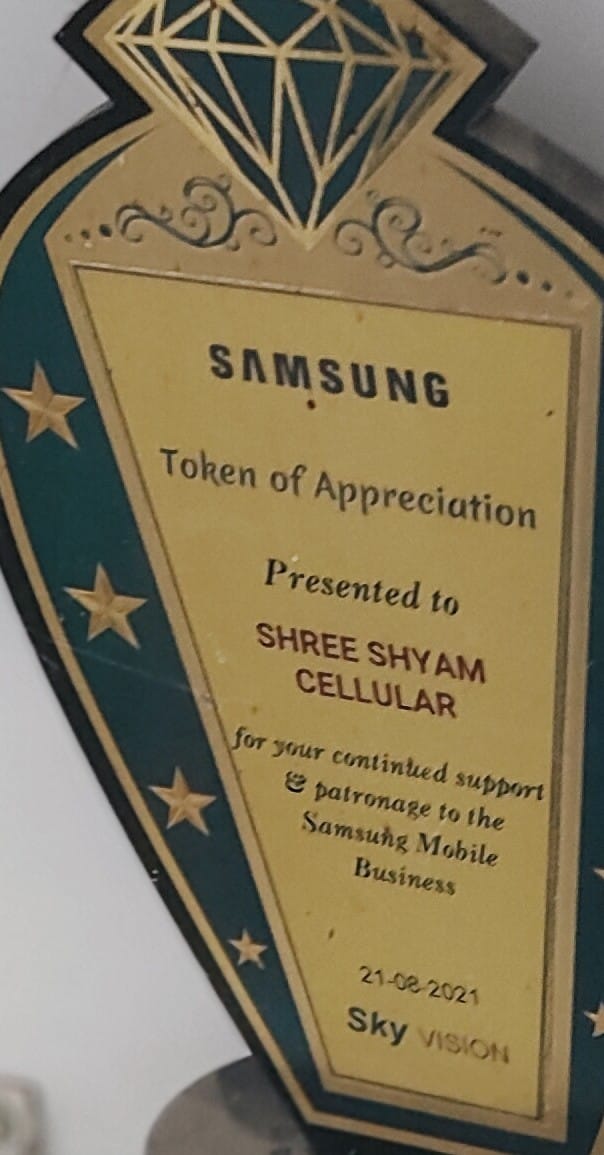 SAMSUNG
Token of Appreciation
Presented to
SHREE SHYAM
CELLULAR
for your continued support
& patronage to the
Samsung Mobile
Business
21-08-2021
Sky VISION